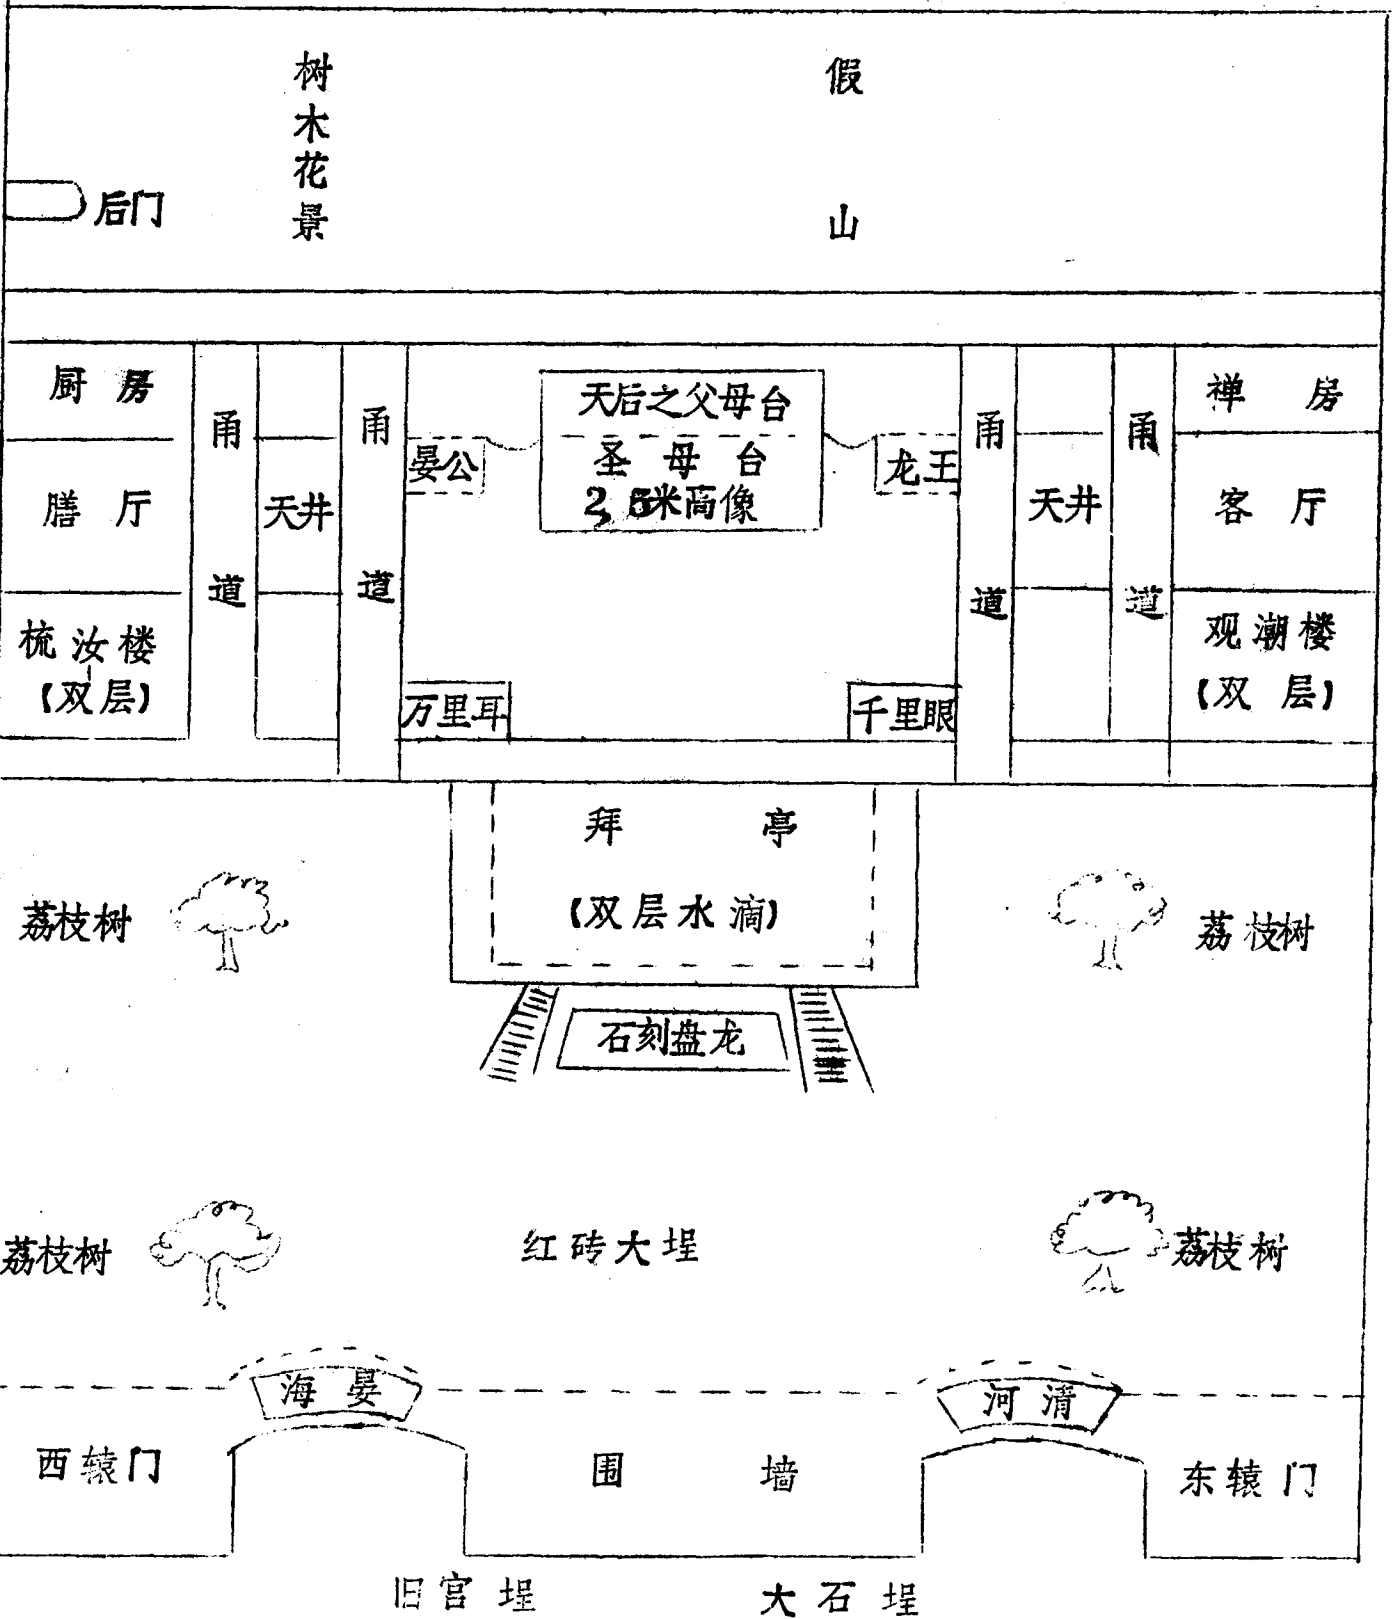 树木花景
假山
后门
厨房
甬道
甬道
天后之父母台
甬道
甬道
禅房
晏公
圣母台
龙王
膳厅
天井
2,5米高像
天井
客厅
梳汝楼
(双层)
观潮楼
(双层)
万里耳
千里眼
拜亭
(双层水滴)
荔枝树
荔枝树
石刻盘龙
荔枝树
红砖大埕
荔枝树
海晏
河清
西辕门
围墙
东辕门
旧宫埕
大石埕